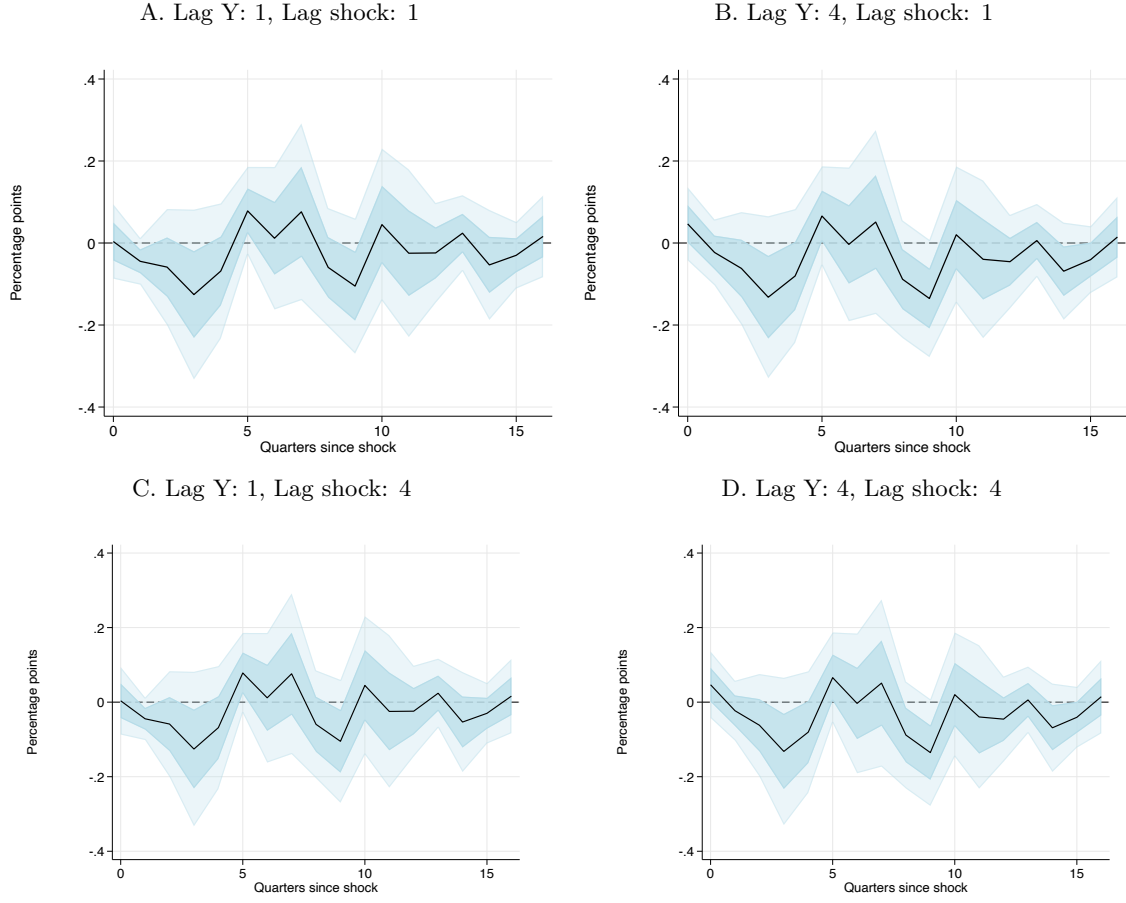 A. Lag Y: 1, Lag shock: 1
.4
.2
0
-.2
-.4
Percentage points
0 5 10 15
Quarters since shock
B. Lag Y: 4, Lag shock: 1
.4
.2
0
-.2
-.4
Percentage points
0 5 10 15
Quarters since shock
C. Lag Y: 1, Lag shock: 4
.4
.2
0
-.2
-.4
Percentage points
0 5 10 15
Quarters since shock
D. Lag Y: 4, Lag shock: 4
.4
.2
0
-.2
-.4
Percentage points
0 5 10 15
Quarters since shock